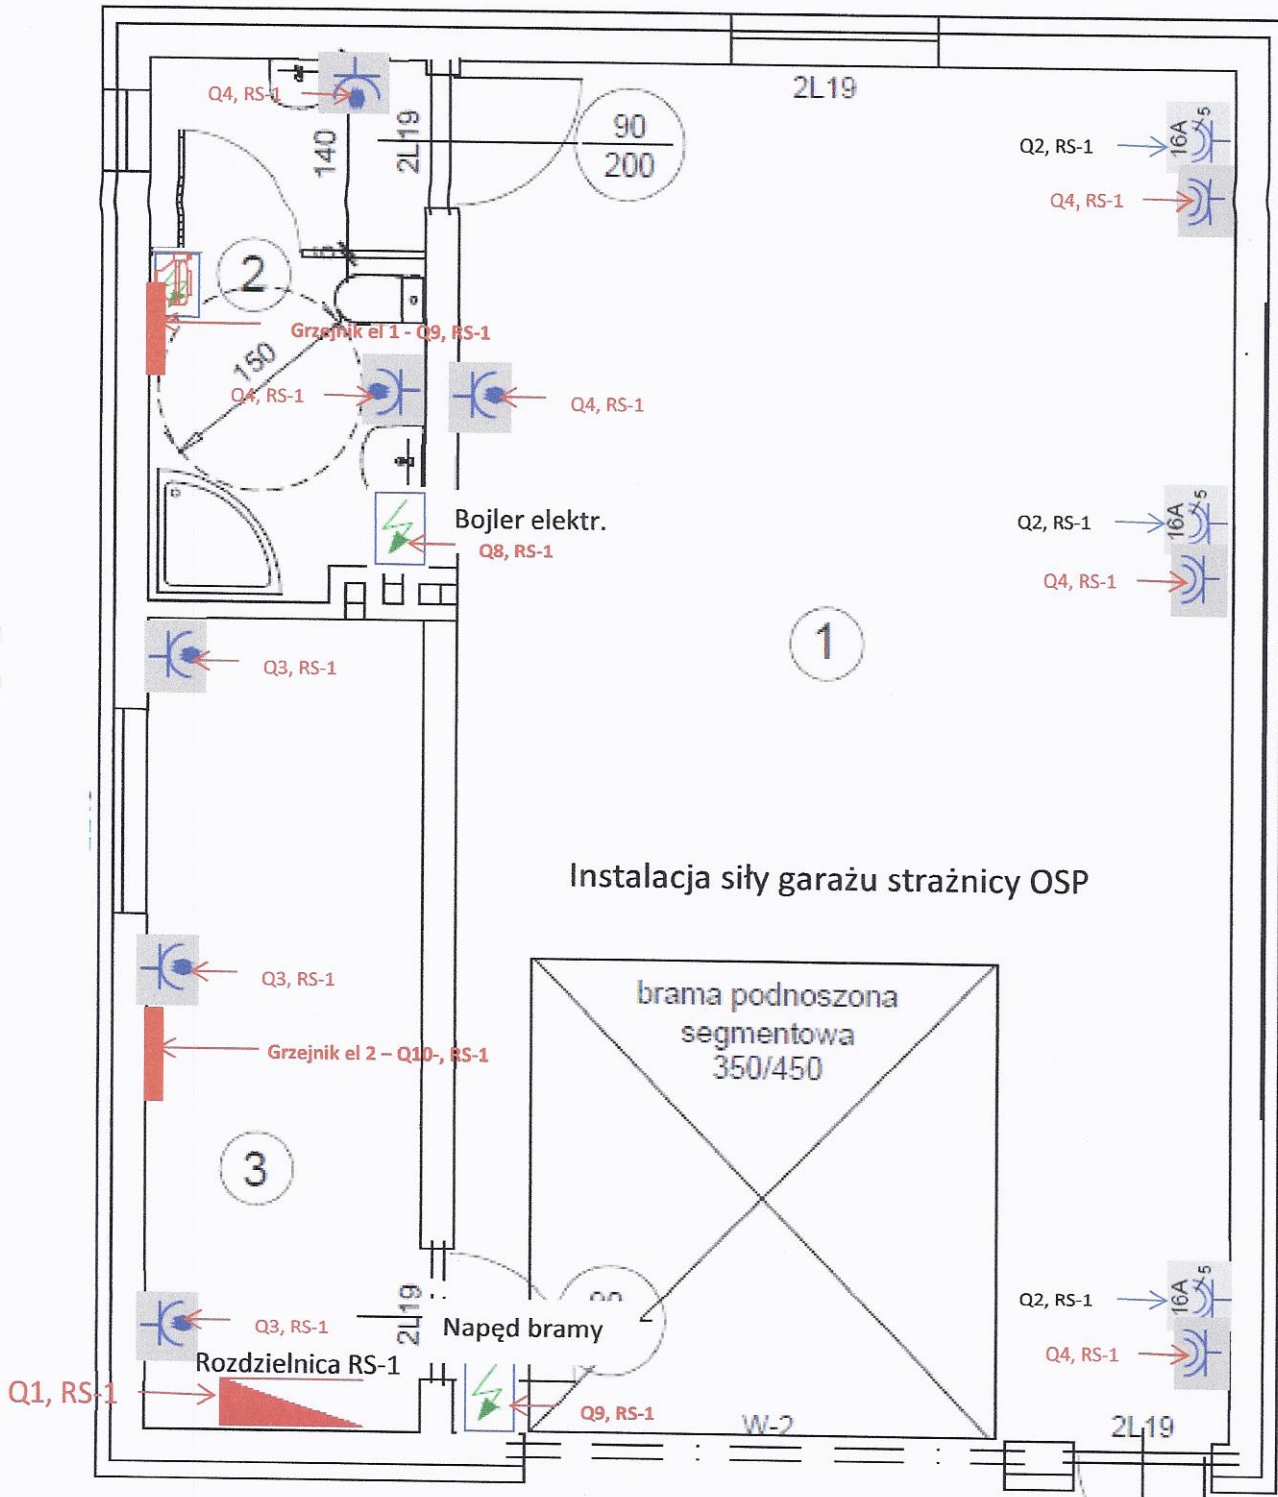 2L19
Q4, RS-1
140
2L19
90
200
Q2, RS-1
16A
5
Q4, RS-1
2
Grzejnik el 1 - Q9, RS-1
150
Q4, RS-1
Q4, RS-1
Bojler elektr.
Q8, RS-1
Q2, RS-1
16A
5
Q4, RS-1
1
Q3, RS-1
Instalacja siły garażu strażnicy OSP
Q3, RS-1
brama podnoszona
segmentowa
350/450
Grzejnik el 2 – Q10-, RS-1
3
Q2, RS-1
16A
5
Q4, RS-1
Q3, RS-1
2L19
Napęd bramy
Rozdzielnica RS-1
Q1, RS-1
Q9, RS-1
W-2
2L19